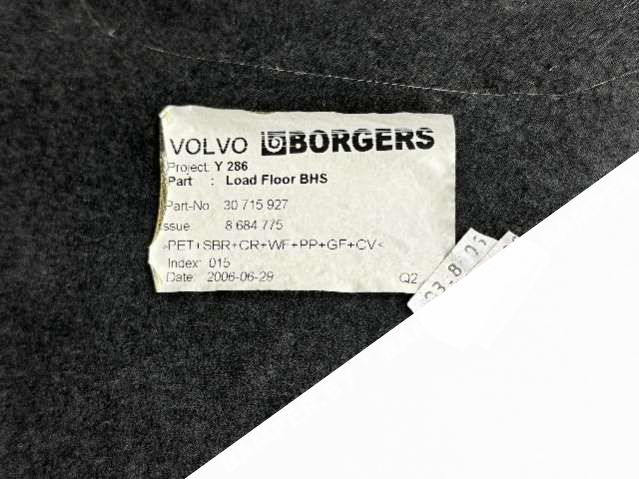 VOLVO BORGERS
Project: Y 286
Part : Load Floor BHS
Part-No 30 715 927
Issue: 8 684 775
>PET+SBR+CR+WF+PP+GF+CV<
Index: 015
Date: 2006-06-29 Q2